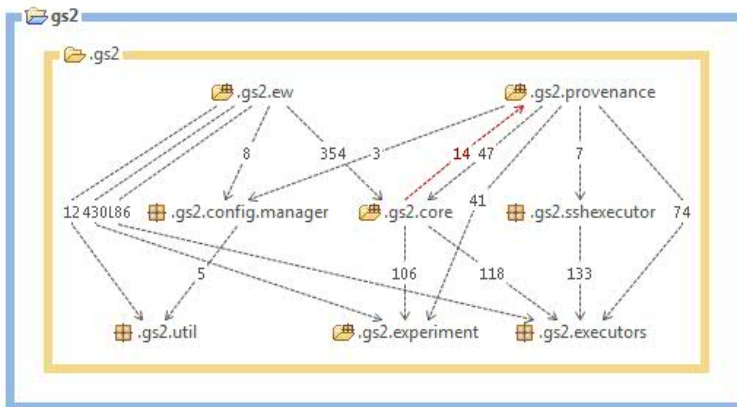 gs2
.gs2
.gs2.ew
.gs2.provenance
8
354
3
14
47
7
12
430
186
.gs2.config.manager
.gs2.core
41
.gs2.sshexecutor
74
5
106
118
133
.gs2.util
.gs2.experiment
.gs2.executors